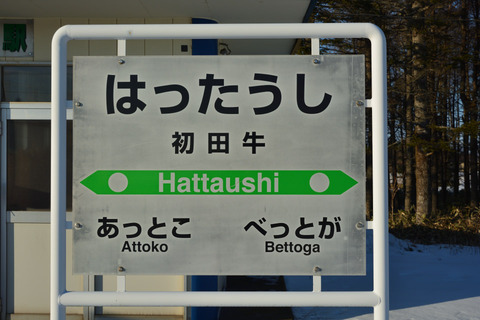 はったうし
初田牛
Hattaushi
あっとこ べっとが
Attoko Bettoga